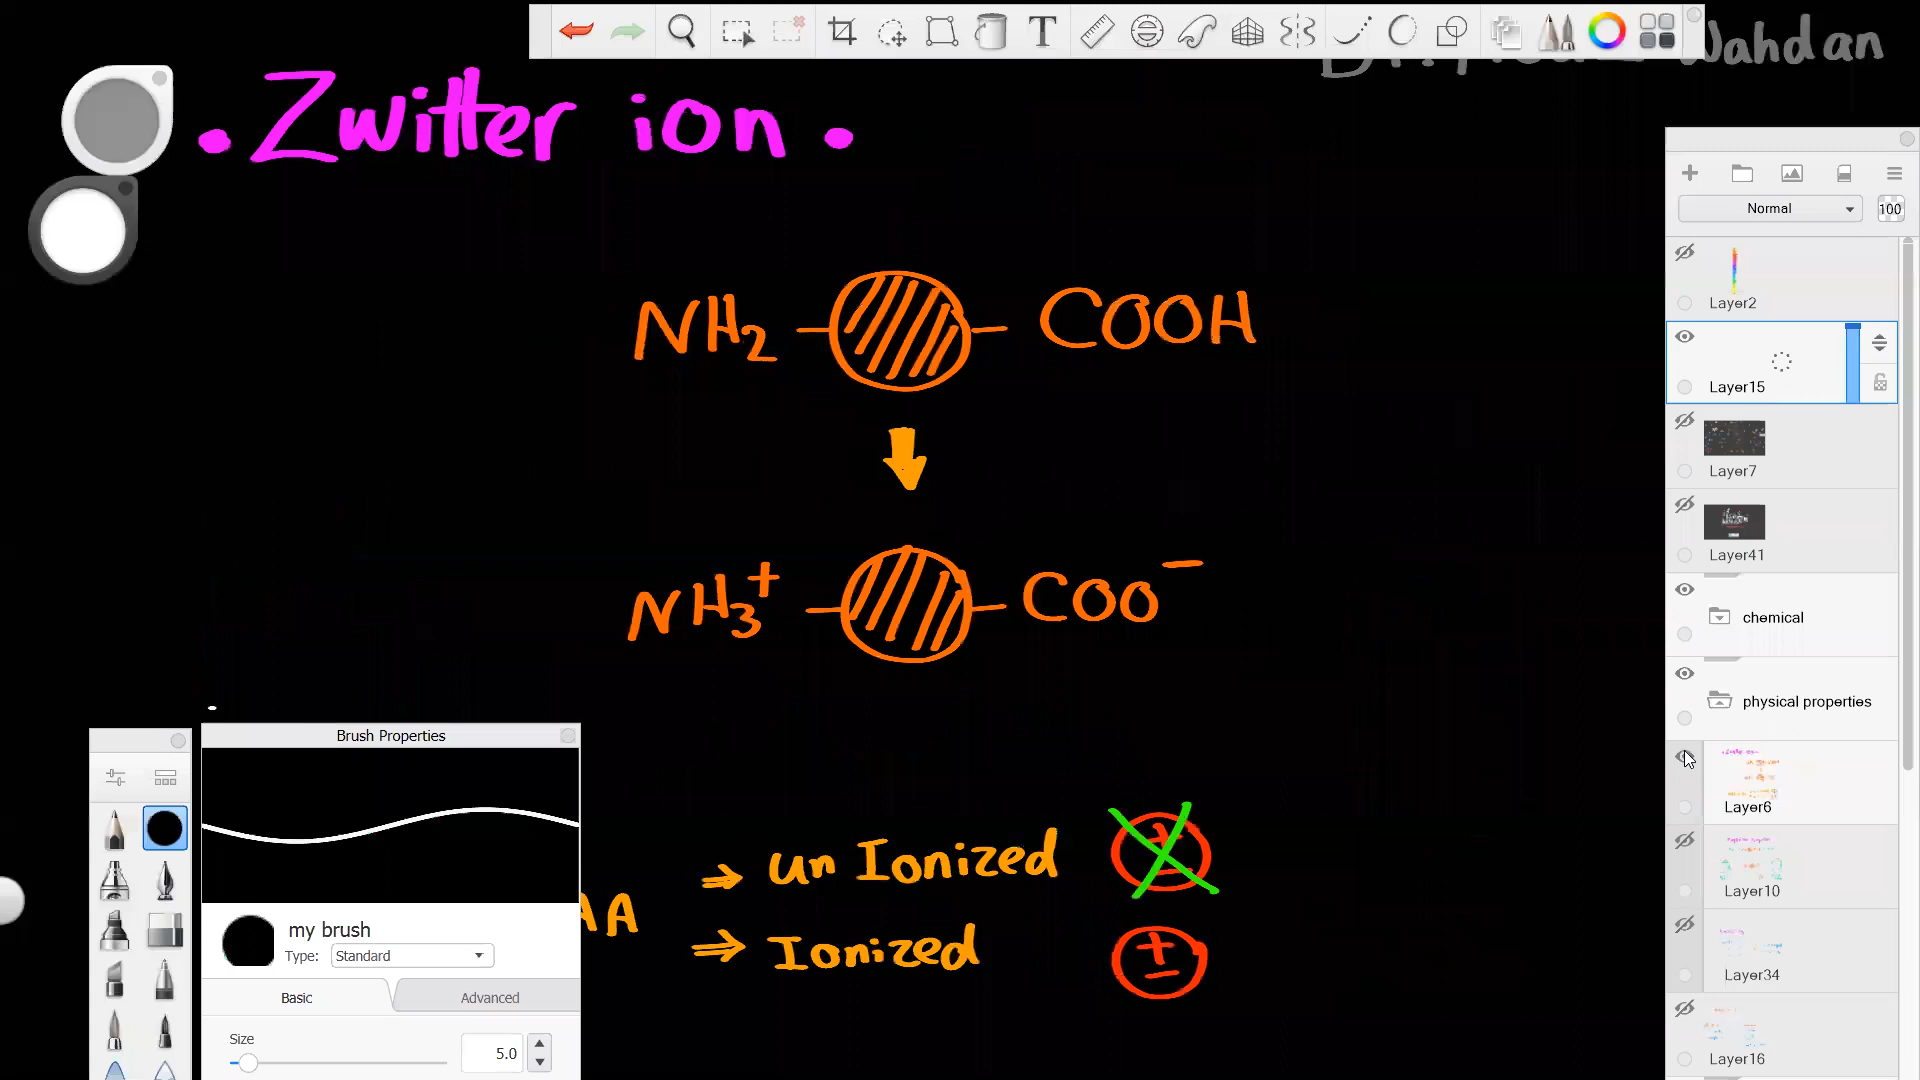 Wahdan
. Zwitter ion .
Normal
100
Layer2
NH2 - COOH
Layer15
Layer7
Layer41
NH3+ - COO−
chemical
physical properties
Layer6
Brush Properties
⇒ un Ionized
Layer10
my brush
AA
Type: Standard
⇒ Ionized
Layer34
Basic
Advanced
Size
5.0
Layer16